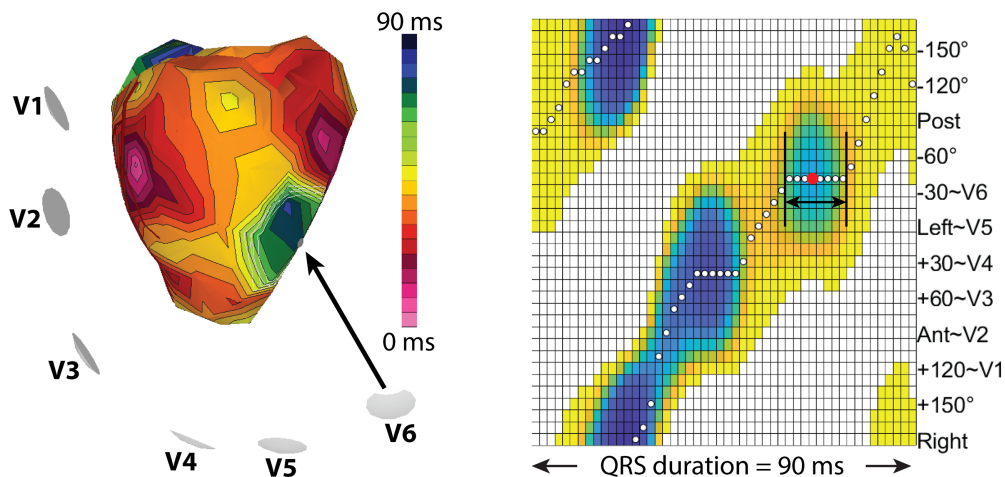 90 ms
V1
V2
V3
V4
V5
V6
0 ms
-150°
-120°
Post
-60°
-30~V6
Left~V5
+30~V4
+60~V3
Ant~V2
+120~V1
+150°
Right
QRS duration = 90 ms